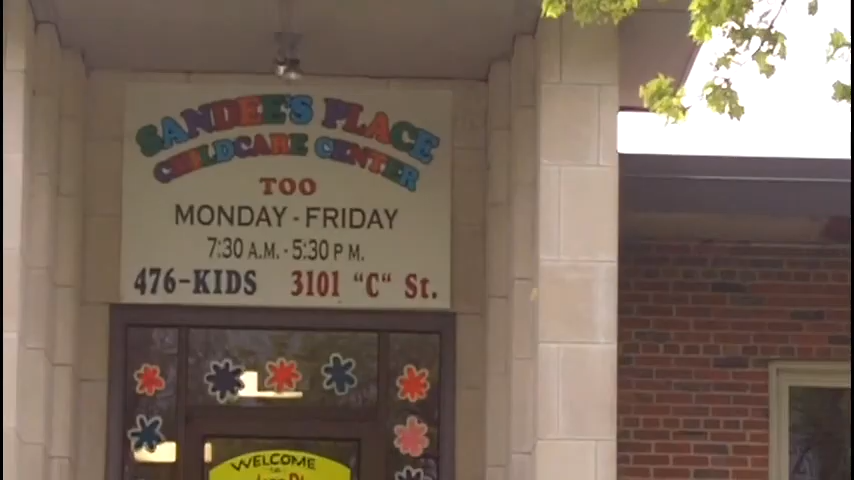 SANDEE'S PLACE
CHILDCARE CENTER
TOO
MONDAY - FRIDAY
7:30 A.M. - 5:30 P M.
476-KIDS 3101 "C" St.
WELCOME